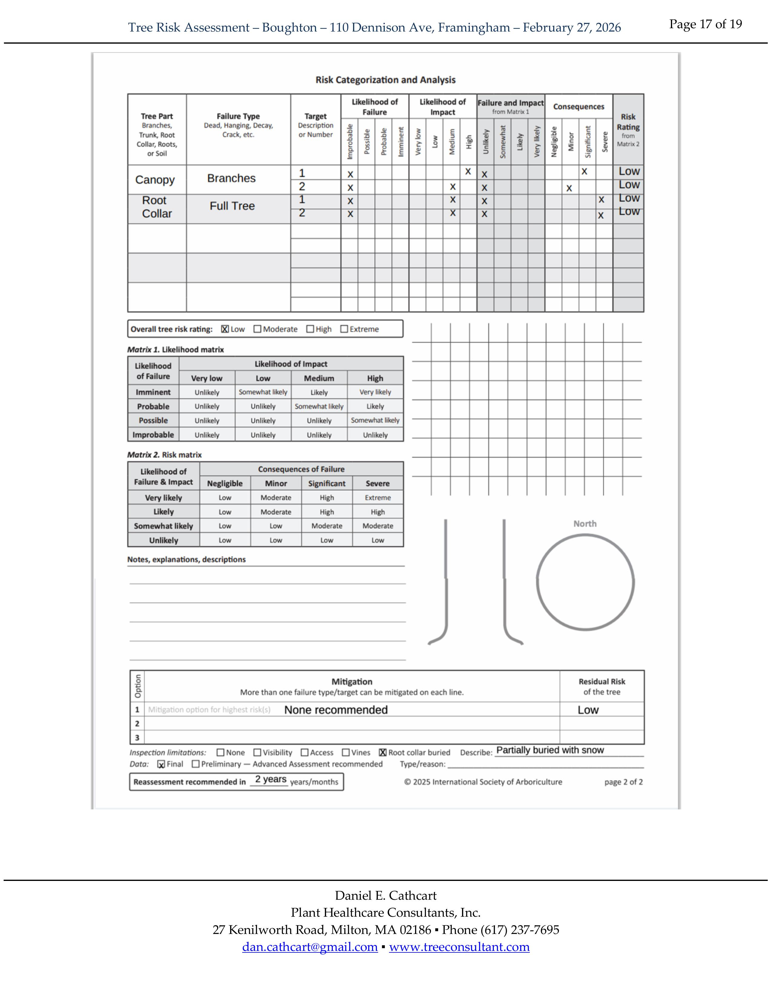 Tree Risk Assessment – Boughton – 110 Dennison Ave, Framingham – February 27, 2026
Page 17 of 19
Risk Categorization and Analysis
Tree Part
Branches,
Trunk, Root
Collar, Roots,
or Soil
Failure Type
Dead, Hanging, Decay,
Crack, etc.
Target
Description
or Number
Likelihood of
Failure
Improbable Possible Probable Imminent
Likelihood of
Impact
Very low Low Medium High
Failure and Impact
from Matrix 1
Unlikely Somewhat Likely Very likely
Consequences
Negligible Minor Significant Severe
Risk
Rating
from
Matrix 2
Canopy Branches 1 X X X X Low
2 X X X X Low
Root
Collar
Full Tree 1 X X X X Low
2 X X X X Low
Overall tree risk rating: X Low Moderate High Extreme
Matrix 1. Likelihood matrix
Likelihood
of Failure
Likelihood of Impact
Very low Low Medium High
Imminent Unlikely Somewhat likely Likely Very likely
Probable Unlikely Unlikely Somewhat likely Likely
Possible Unlikely Unlikely Unlikely Somewhat likely
Improbable Unlikely Unlikely Unlikely Unlikely
Matrix 2. Risk matrix
Likelihood of
Failure & Impact
Consequences of Failure
Negligible Minor Significant Severe
Very likely Low Moderate High Extreme
Likely Low Moderate High High
Somewhat likely Low Low Moderate Moderate
Unlikely Low Low Low Low
North
Notes, explanations, descriptions
Option
Mitigation
More than one failure type/target can be mitigated on each line.
Residual Risk
of the tree
1 Mitigation option for highest risk(s) None recommended Low
2
3
Inspection limitations: None Visibility Access Vines X Root collar buried Describe: Partially buried with snow
Data: X Final Preliminary — Advanced Assessment recommended Type/reason:
Reassessment recommended in 2 years years/months
© 2025 International Society of Arboriculture
page 2 of 2
Daniel E. Cathcart
Plant Healthcare Consultants, Inc.
27 Kenilworth Road, Milton, MA 02186 ▪ Phone (617) 237-7695
dan.cathcart@gmail.com ▪ www.treeconsultant.com